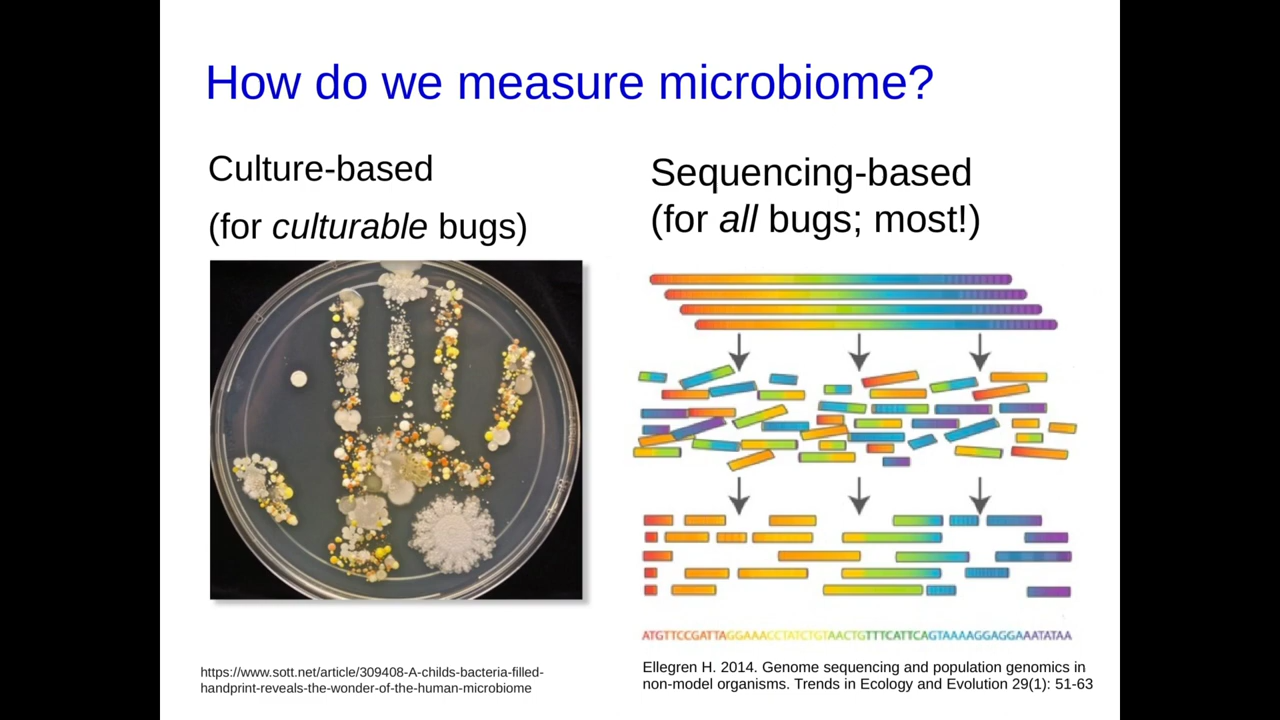 How do we measure microbiome?
Culture-based
(for culturable bugs)
Sequencing-based
(for all bugs; most!)
ATGTTCCGATTAGGAAACCTATCTGTAACTGTTTCATTCAGTAAAAGGAGGAAATATAA
https://www.sott.net/article/309408-A-childs-bacteria-filled-
handprint-reveals-the-wonder-of-the-human-microbiome
Ellegren H. 2014. Genome sequencing and population genomics in
non-model organisms. Trends in Ecology and Evolution 29(1): 51-63